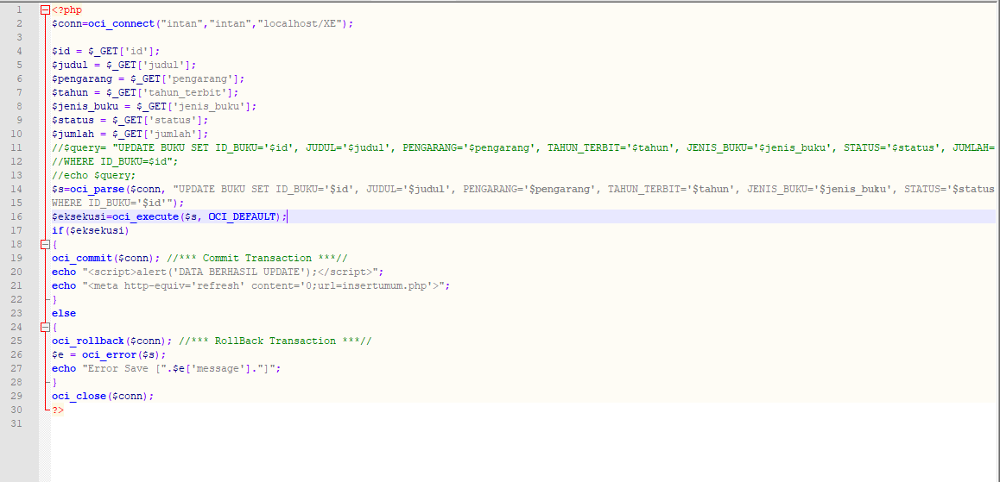 1 <?php
2 $conn=oci_connect("intan","intan","localhost/XE");
3
4 $id = $_GET['id'];
5 $judul = $_GET['judul'];
6 $pengarang = $_GET['pengarang'];
7 $tahun = $_GET['tahun_terbit'];
8 $jenis_buku = $_GET['jenis_buku'];
9 $status = $_GET['status'];
10 $jumlah = $_GET['jumlah'];
11 //$query= "UPDATE BUKU SET ID_BUKU='$id', JUDUL='$judul', PENGARANG='$pengarang', TAHUN_TERBIT='$tahun', JENIS_BUKU='$jenis_buku', STATUS='$status', JUMLAH=
12 //WHERE ID_BUKU=$id";
13 //echo $query;
14 $s=oci_parse($conn, "UPDATE BUKU SET ID_BUKU='$id', JUDUL='$judul', PENGARANG='$pengarang', TAHUN_TERBIT='$tahun', JENIS_BUKU='$jenis_buku', STATUS='$status
15 WHERE ID_BUKU='$id'");
16 $eksekusi=oci_execute($s, OCI_DEFAULT);
17 if($eksekusi)
18 {
19 oci_commit($conn); //*** Commit Transaction ***//
20 echo "<script>alert('DATA BERHASIL UPDATE');</script>";
21 echo "<meta http-equiv='refresh' content='0;url=insertumum.php'>";
22 }
23 else
24 {
25 oci_rollback($conn); //*** RollBack Transaction ***//
26 $e = oci_error($s);
27 echo "Error Save [".$e['message']."]";
28 }
29 oci_close($conn);
30 ?>
31